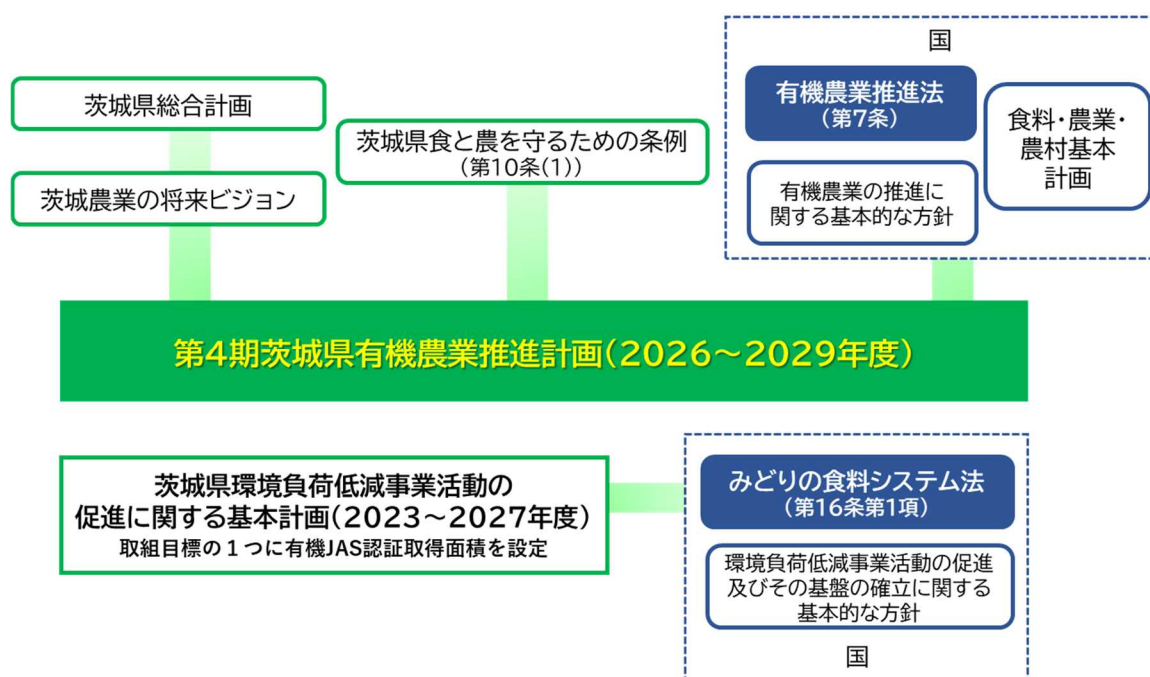 国
茨城県総合計画
茨城農業の将来ビジョン
茨城県食と農を守るための条例
(第10条(1))
有機農業推進法
(第7条)
有機農業の推進に
関する基本的な方針
食料・農業・
農村基本
計画
第4期茨城県有機農業推進計画(2026～2029年度)
茨城県環境負荷低減事業活動の
促進に関する基本計画(2023～2027年度)
取組目標の１つに有機JAS認証取得面積を設定
みどりの食料システム法
(第16条第1項)
環境負荷低減事業活動の促進
及びその基盤の確立に関する
基本的な方針
国